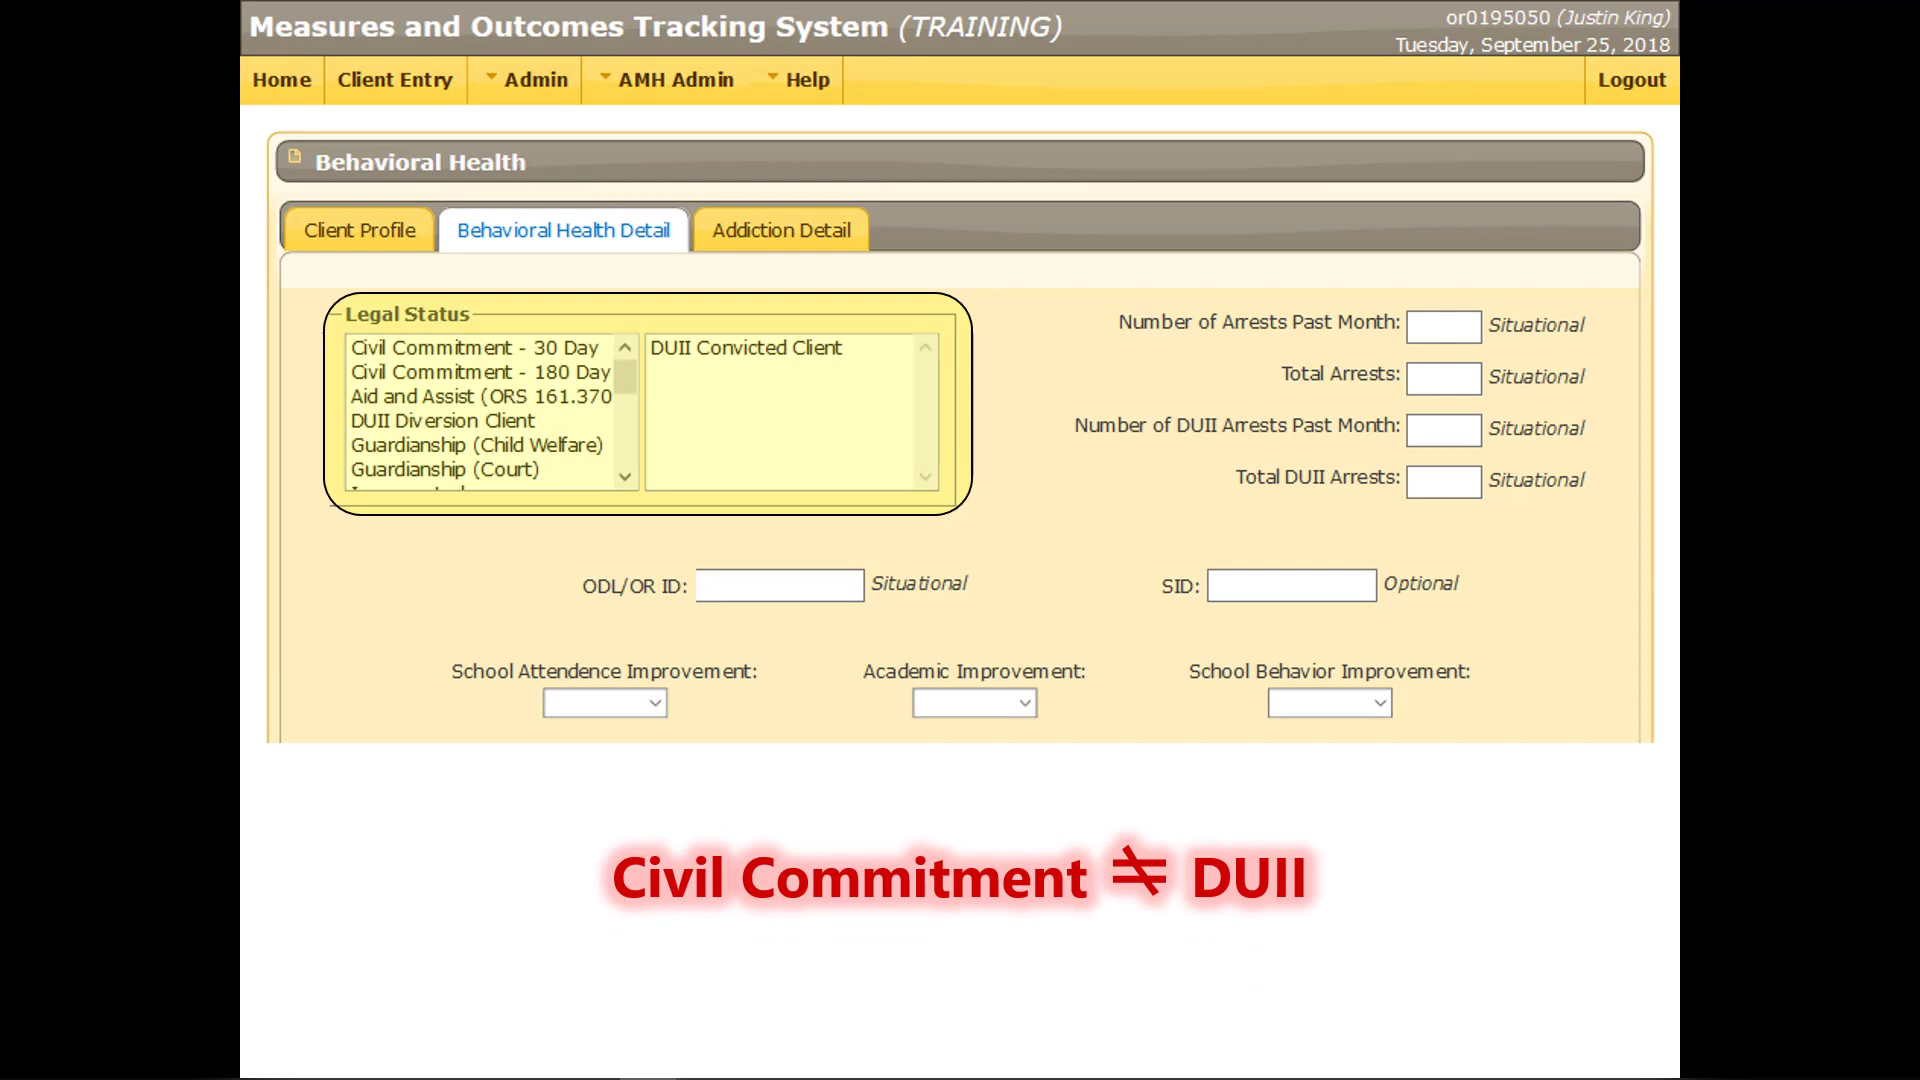 Measures and Outcomes Tracking System (TRAINING)
or0195050 (Justin King)
Tuesday, September 25, 2018
Home
Client Entry
Admin
AMH Admin
Help
Logout
Behavioral Health
Client Profile
Behavioral Health Detail
Addiction Detail
Legal Status
Civil Commitment - 30 Day
Civil Commitment - 180 Day
Aid and Assist (ORS 161.370
DUII Diversion Client
Guardianship (Child Welfare)
Guardianship (Court)
DUII Convicted Client
Number of Arrests Past Month: Situational
Total Arrests: Situational
Number of DUII Arrests Past Month: Situational
Total DUII Arrests: Situational
ODL/OR ID: Situational
SID: Optional
School Attendence Improvement:
Academic Improvement:
School Behavior Improvement:
Civil Commitment ≠ DUII